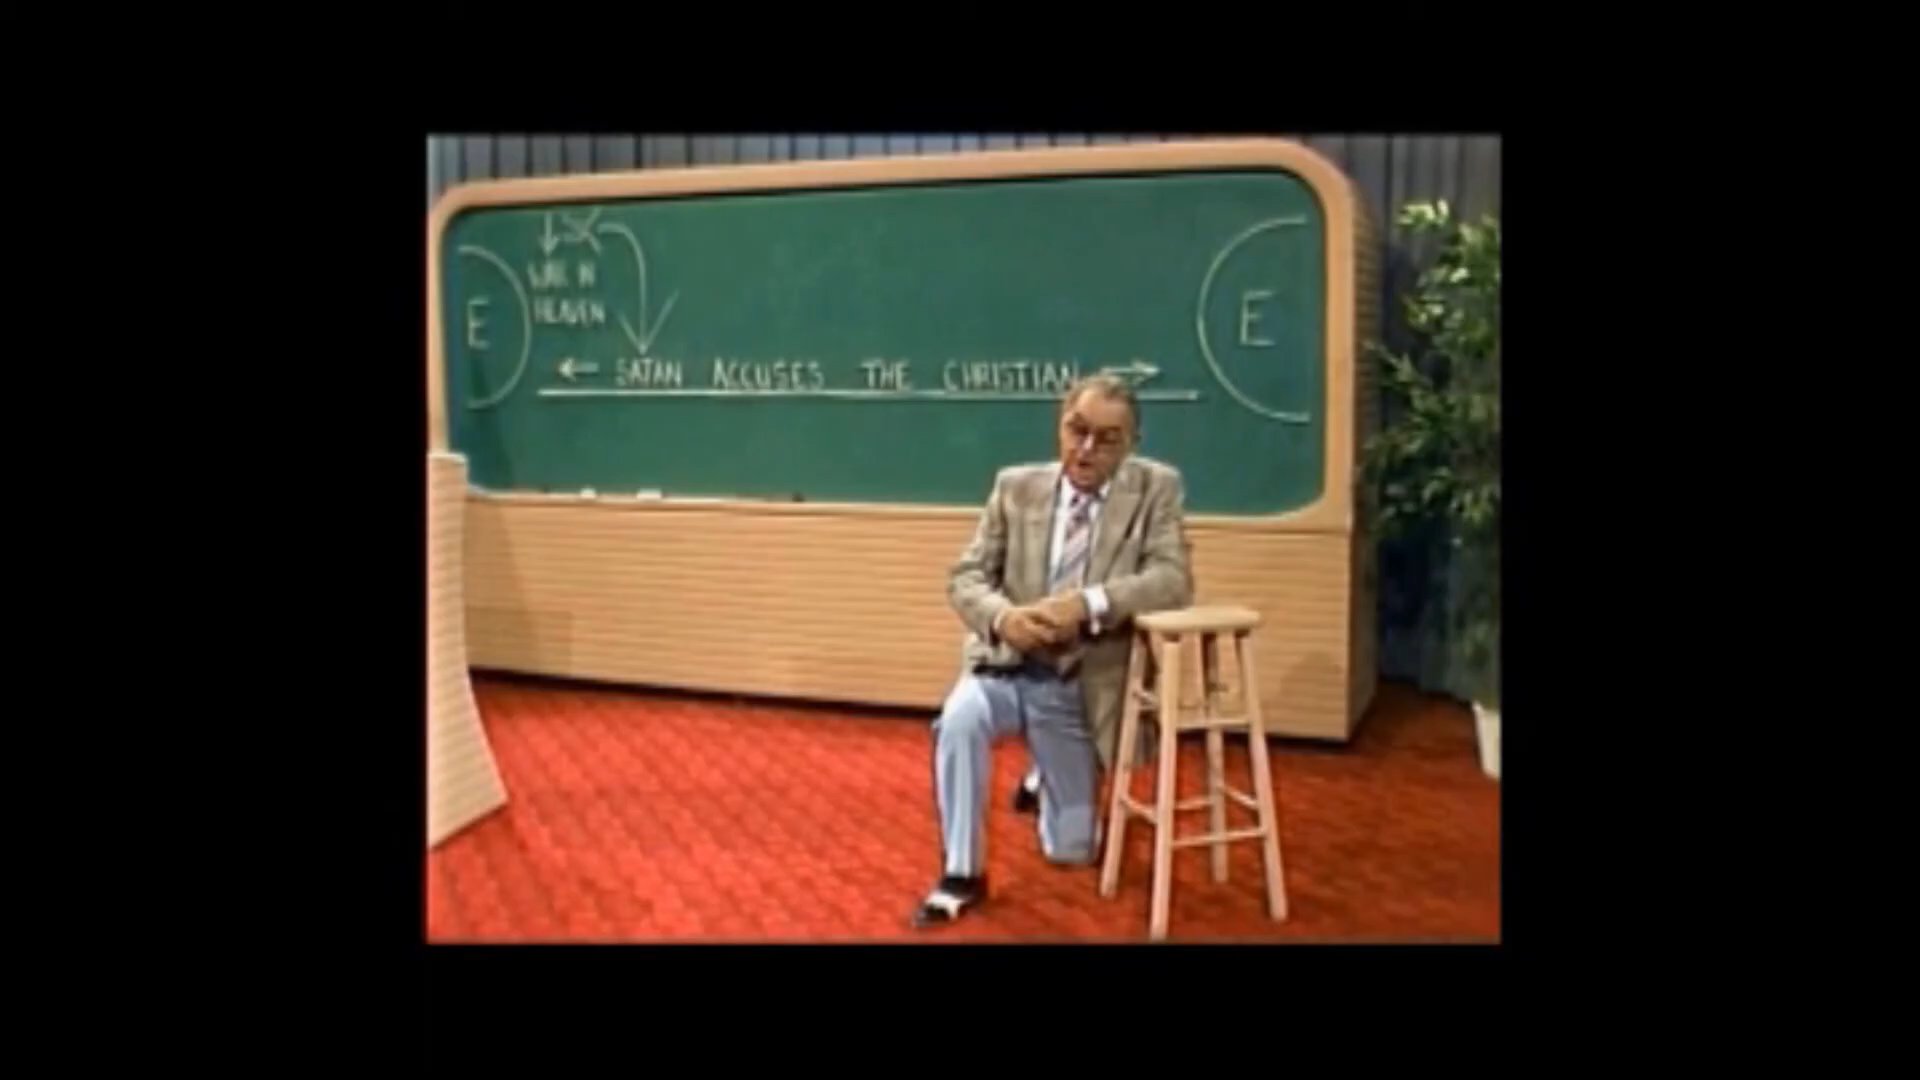 WAR IN
HEAVEN
E
E
← SATAN ACCUSES THE CHRISTIAN →